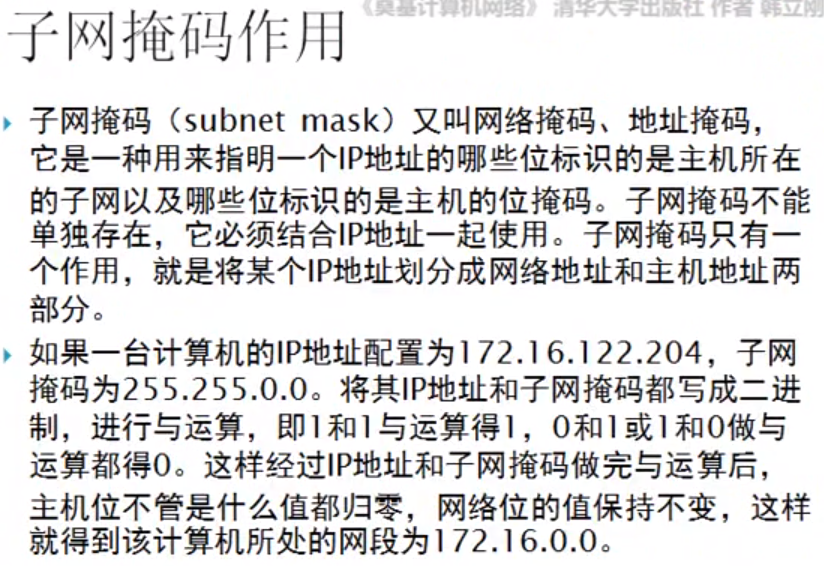 《奠基计算机网络》 清华大学出版社 作者 韩立刚
子网掩码作用
子网掩码（subnet mask）又叫网络掩码、地址掩码，
它是一种用来指明一个IP地址的哪些位标识的是主机所在
的子网以及哪些位标识的是主机的位掩码。子网掩码不能
单独存在，它必须结合IP地址一起使用。子网掩码只有一
个作用，就是将某个IP地址划分成网络地址和主机地址两
部分。
如果一台计算机的IP地址配置为172.16.122.204，子网
掩码为255.255.0.0。将其IP地址和子网掩码都写成二进
制，进行与运算，即1和1与运算得1，0和1或1和0做与
运算都得0。这样经过IP地址和子网掩码做完与运算后，
主机位不管是什么值都归零，网络位的值保持不变，这样
就得到该计算机所处的网段为172.16.0.0。